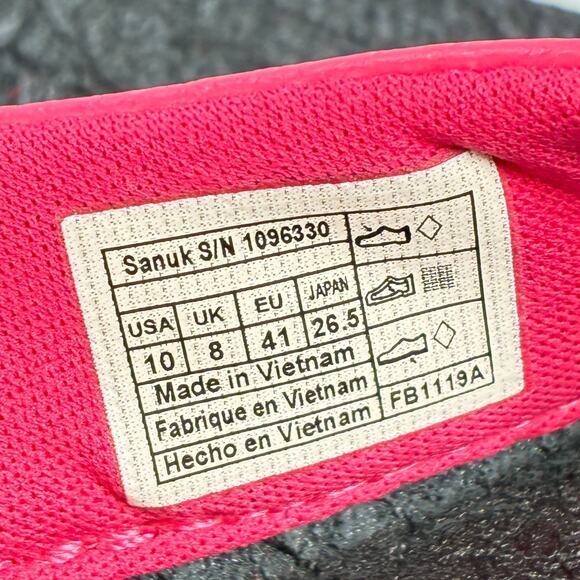 Sanuk S/N 1096330
USA UK EU JAPAN
10 8 41 26.5
Made in Vietnam
Fabrique en Vietnam
Hecho en Vietnam
FB1119A